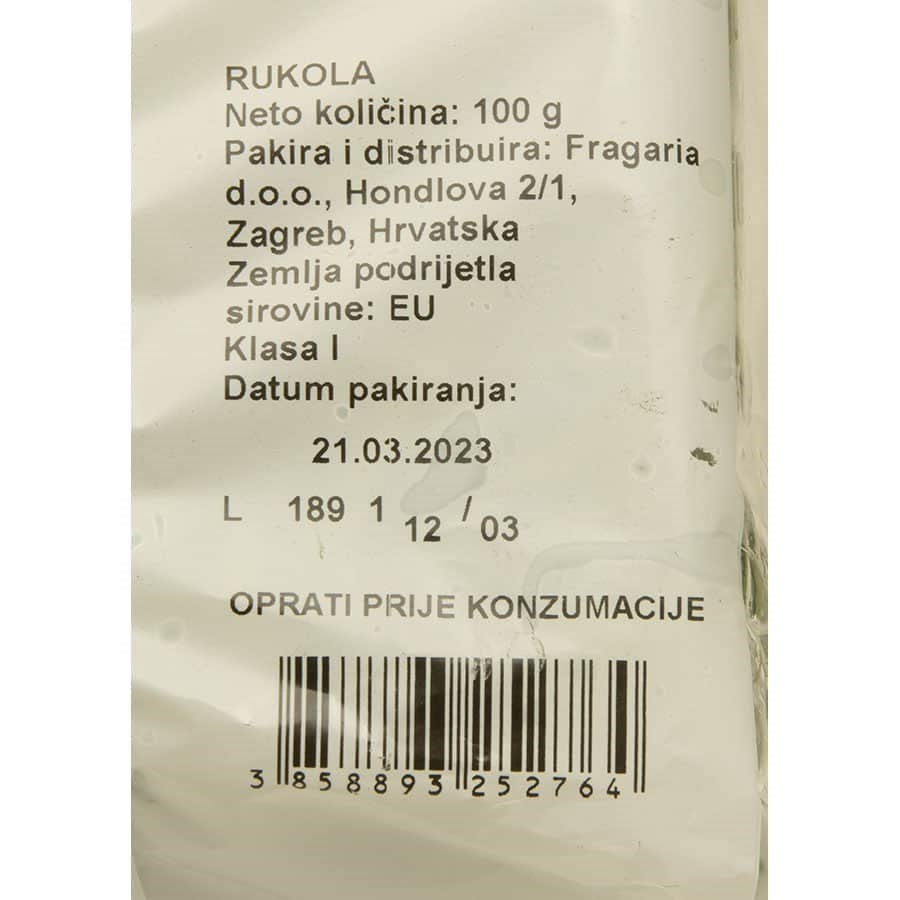 RUKOLA
Neto količina: 100 g
Pakira i distribuira: Fragaria
d.o.o., Hondlova 2/1,
Zagreb, Hrvatska
Zemlja podrijetla
sirovine: EU
Klasa I
Datum pakiranja:
21.03.2023
L 189 1 12 / 03
OPRATI PRIJE KONZUMACIJE
3 858893 252764